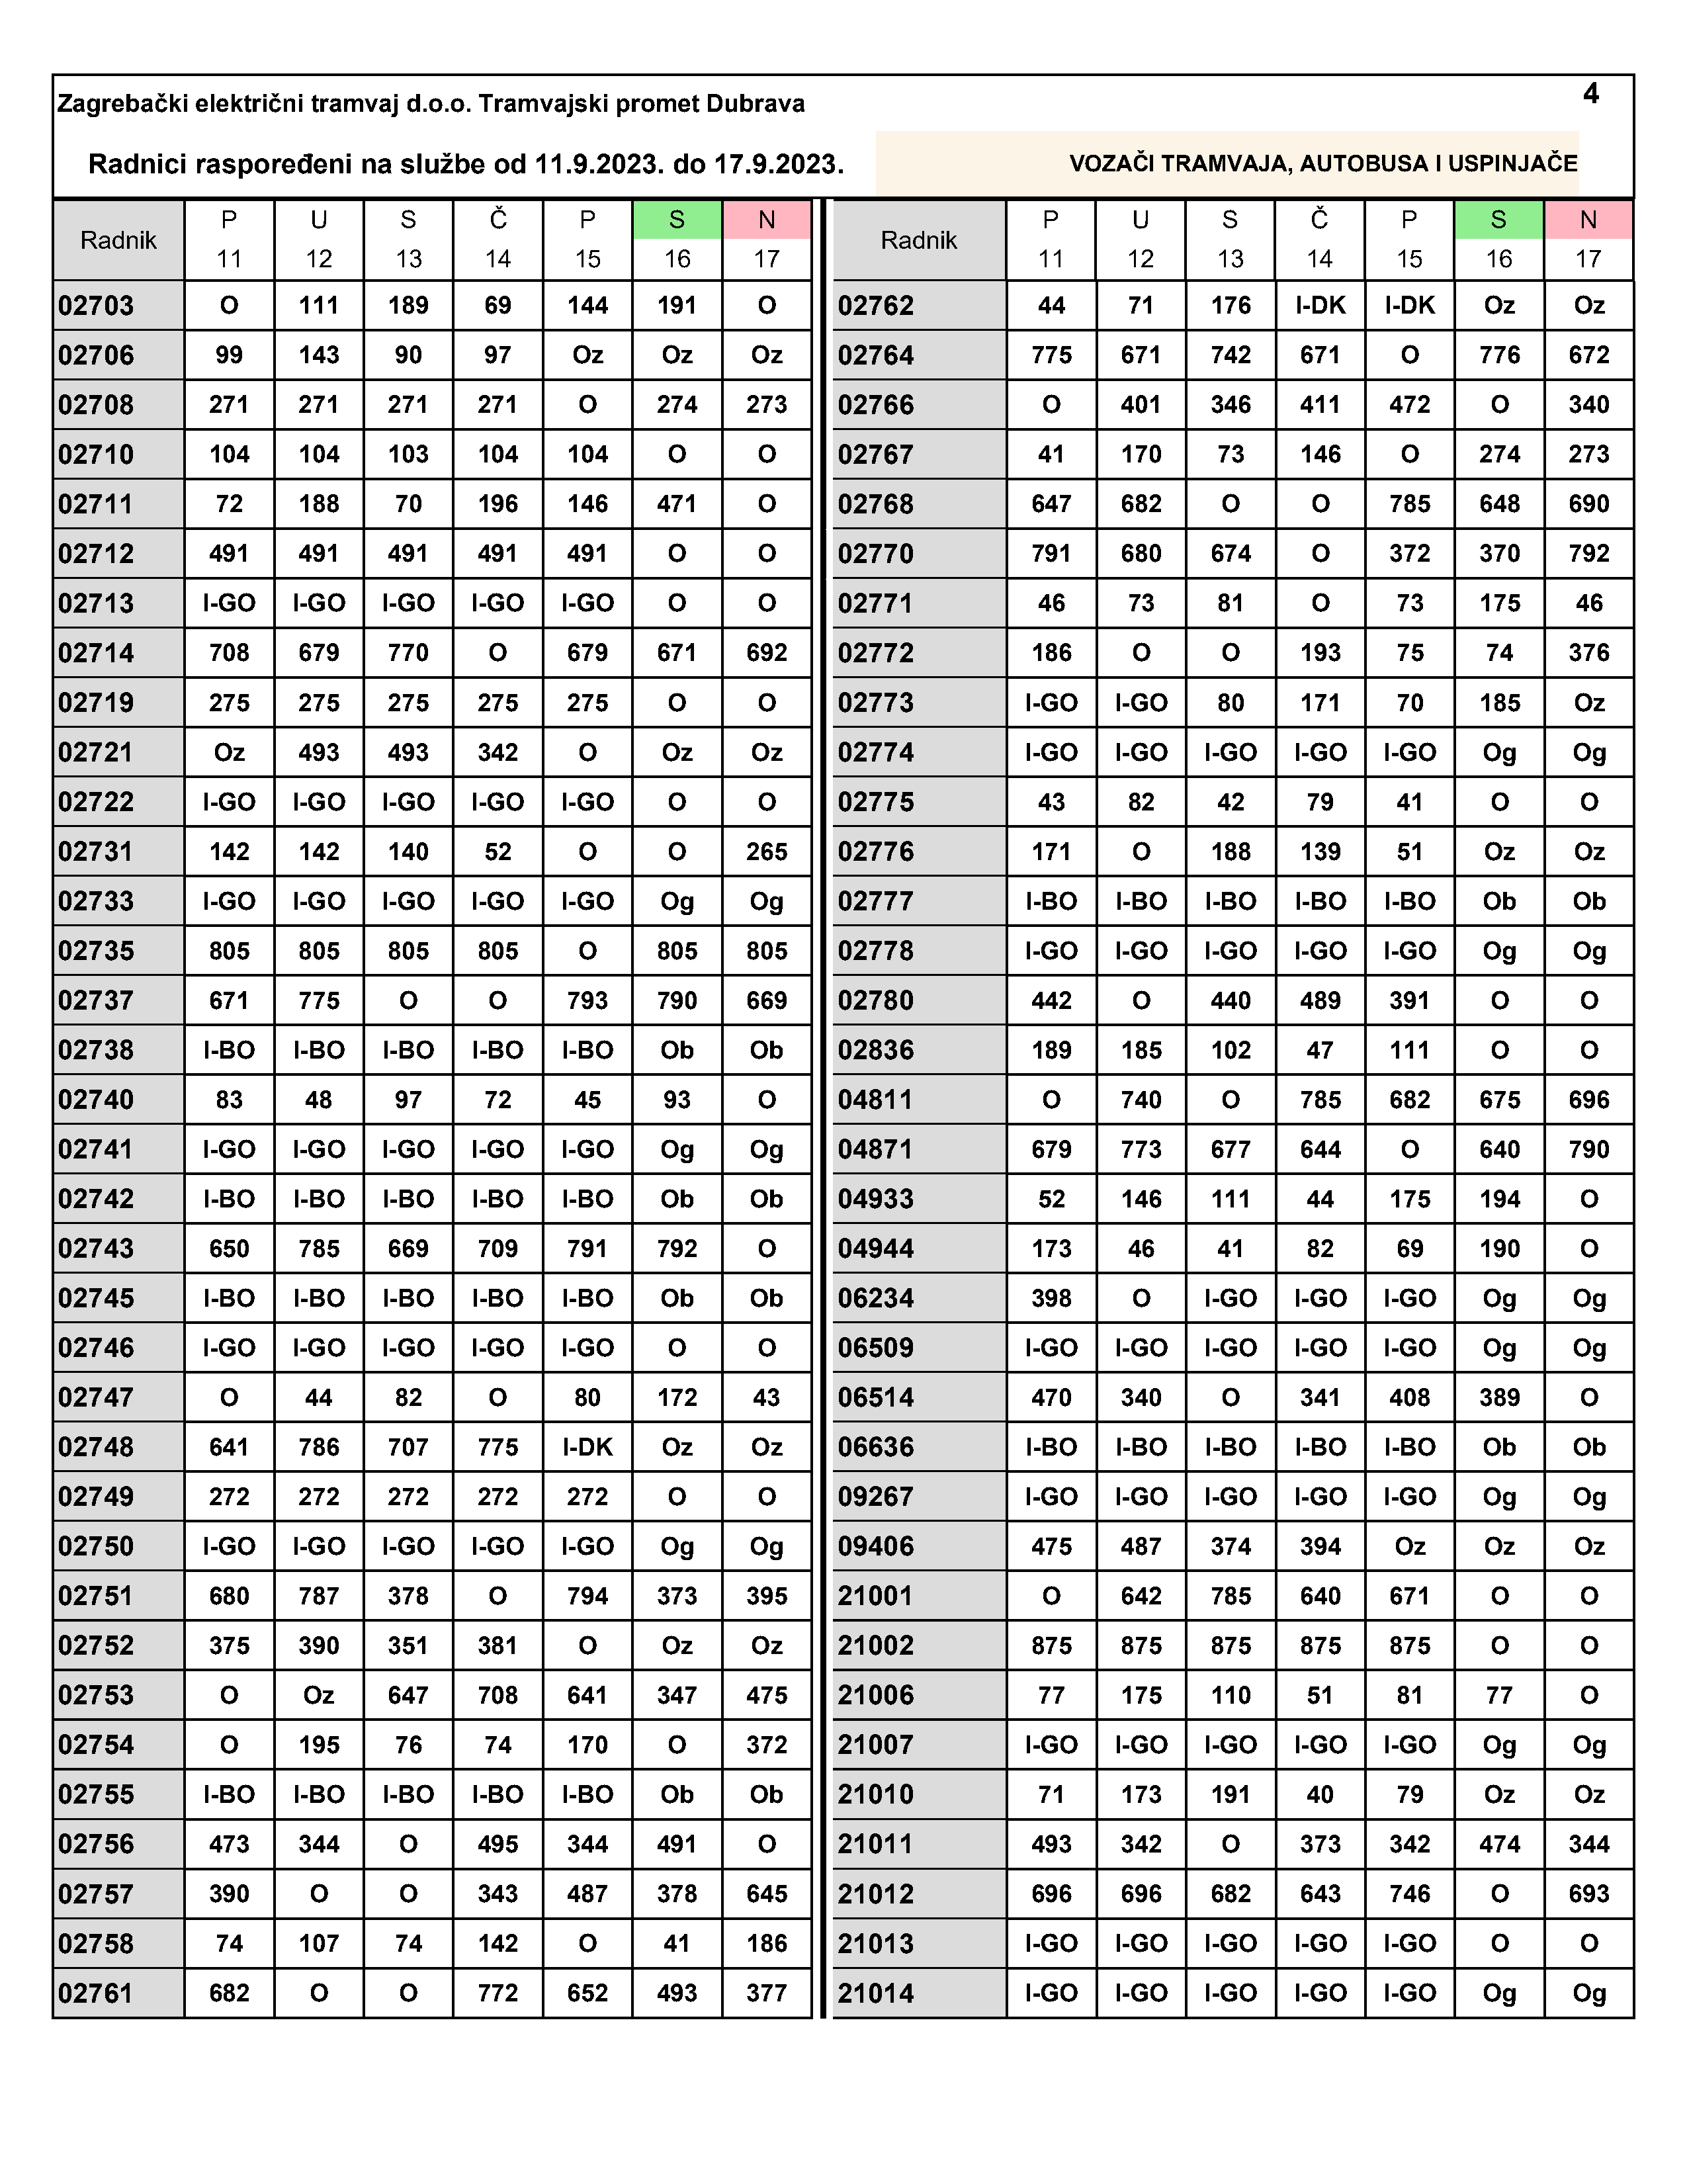 4
Zagrebački električni tramvaj d.o.o. Tramvajski promet Dubrava
Radnici raspoređeni na službe od 11.9.2023. do 17.9.2023. VOZAČI TRAMVAJA, AUTOBUSA I USPINJAČE
Radnik P U S Č P S N Radnik P U S Č P S N
11 12 13 14 15 16 17 11 12 13 14 15 16 17
02703 O 111 189 69 144 191 O 02762 44 71 176 I-DK I-DK Oz Oz
02706 99 143 90 97 Oz Oz Oz 02764 775 671 742 671 O 776 672
02708 271 271 271 271 O 274 273 02766 O 401 346 411 472 O 340
02710 104 104 103 104 104 O O 02767 41 170 73 146 O 274 273
02711 72 188 70 196 146 471 O 02768 647 682 O O 785 648 690
02712 491 491 491 491 491 O O 02770 791 680 674 O 372 370 792
02713 I-GO I-GO I-GO I-GO I-GO O O 02771 46 73 81 O 73 175 46
02714 708 679 770 O 679 671 692 02772 186 O O 193 75 74 376
02719 275 275 275 275 275 O O 02773 I-GO I-GO 80 171 70 185 Oz
02721 Oz 493 493 342 O Oz Oz 02774 I-GO I-GO I-GO I-GO I-GO Og Og
02722 I-GO I-GO I-GO I-GO I-GO O O 02775 43 82 42 79 41 O O
02731 142 142 140 52 O O 265 02776 171 O 188 139 51 Oz Oz
02733 I-GO I-GO I-GO I-GO I-GO Og Og 02777 I-BO I-BO I-BO I-BO I-BO Ob Ob
02735 805 805 805 805 O 805 805 02778 I-GO I-GO I-GO I-GO I-GO Og Og
02737 671 775 O O 793 790 669 02780 442 O 440 489 391 O O
02738 I-BO I-BO I-BO I-BO I-BO Ob Ob 02836 189 185 102 47 111 O O
02740 83 48 97 72 45 93 O 04811 O 740 O 785 682 675 696
02741 I-GO I-GO I-GO I-GO I-GO Og Og 04871 679 773 677 644 O 640 790
02742 I-BO I-BO I-BO I-BO I-BO Ob Ob 04933 52 146 111 44 175 194 O
02743 650 785 669 709 791 792 O 04944 173 46 41 82 69 190 O
02745 I-BO I-BO I-BO I-BO I-BO Ob Ob 06234 398 O I-GO I-GO I-GO Og Og
02746 I-GO I-GO I-GO I-GO I-GO O O 06509 I-GO I-GO I-GO I-GO I-GO Og Og
02747 O 44 82 O 80 172 43 06514 470 340 O 341 408 389 O
02748 641 786 707 775 I-DK Oz Oz 06636 I-BO I-BO I-BO I-BO I-BO Ob Ob
02749 272 272 272 272 272 O O 09267 I-GO I-GO I-GO I-GO I-GO Og Og
02750 I-GO I-GO I-GO I-GO I-GO Og Og 09406 475 487 374 394 Oz Oz Oz
02751 680 787 378 O 794 373 395 21001 O 642 785 640 671 O O
02752 375 390 351 381 O Oz Oz 21002 875 875 875 875 875 O O
02753 O Oz 647 708 641 347 475 21006 77 175 110 51 81 77 O
02754 O 195 76 74 170 O 372 21007 I-GO I-GO I-GO I-GO I-GO Og Og
02755 I-BO I-BO I-BO I-BO I-BO Ob Ob 21010 71 173 191 40 79 Oz Oz
02756 473 344 O 495 344 491 O 21011 493 342 O 373 342 474 344
02757 390 O O 343 487 378 645 21012 696 696 682 643 746 O 693
02758 74 107 74 142 O 41 186 21013 I-GO I-GO I-GO I-GO I-GO O O
02761 682 O O 772 652 493 377 21014 I-GO I-GO I-GO I-GO I-GO Og Og